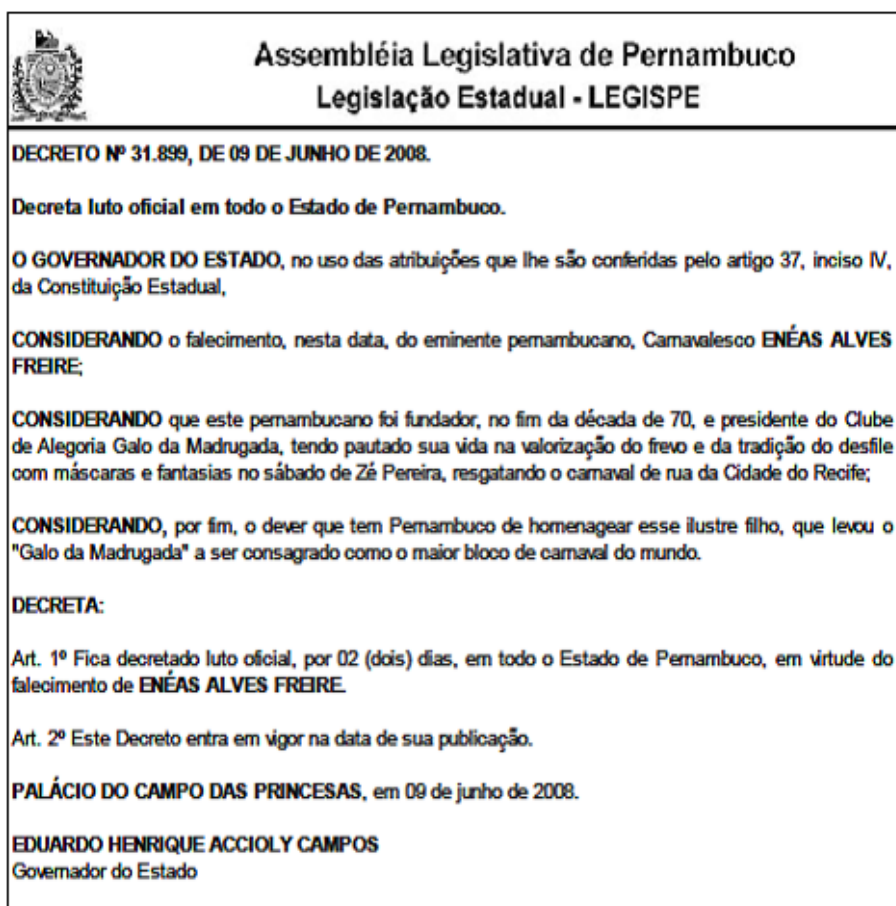 Assembléia Legislativa de Pernambuco
Legislação Estadual - LEGISPE
DECRETO Nº 31.899, DE 09 DE JUNHO DE 2008.
Decreta luto oficial em todo o Estado de Pernambuco.
O GOVERNADOR DO ESTADO, no uso das atribuições que lhe são conferidas pelo artigo 37, inciso IV,
da Constituição Estadual,
CONSIDERANDO o falecimento, nesta data, do eminente pernambucano, Carnavalesco ENÉAS ALVES
FREIRE;
CONSIDERANDO que este pernambucano foi fundador, no fim da década de 70, e presidente do Clube
de Alegoria Galo da Madrugada, tendo pautado sua vida na valorização do frevo e da tradição do desfile
com máscaras e fantasias no sábado de Zé Pereira, resgatando o carnaval de rua da Cidade do Recife;
CONSIDERANDO, por fim, o dever que tem Pernambuco de homenagear esse ilustre filho, que levou o
"Galo da Madrugada" a ser consagrado como o maior bloco de carnaval do mundo.
DECRETA:
Art. 1º Fica decretado luto oficial, por 02 (dois) dias, em todo o Estado de Pernambuco, em virtude do
falecimento de ENÉAS ALVES FREIRE.
Art. 2º Este Decreto entra em vigor na data de sua publicação.
PALÁCIO DO CAMPO DAS PRINCESAS, em 09 de junho de 2008.
EDUARDO HENRIQUE ACCIOLY CAMPOS
Governador do Estado